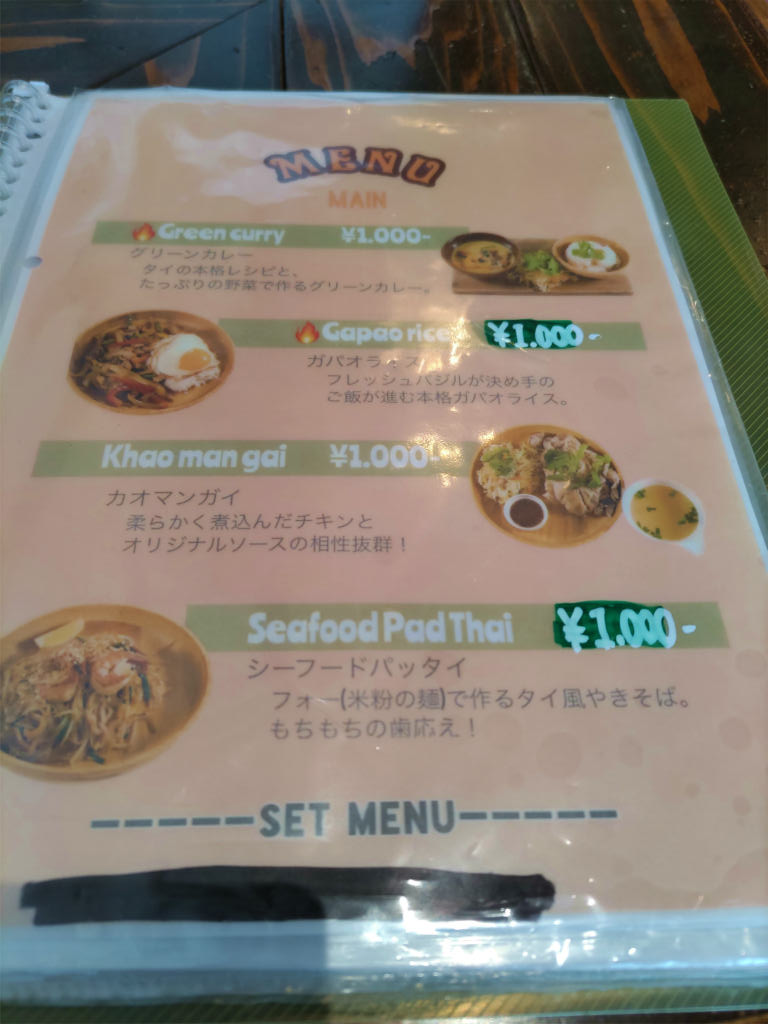 MENU
MAIN
Green curry ¥1.000-
グリーンカレー
タイの本格レシピと、
たっぷりの野菜で作るグリーンカレー。
Gapao rice ¥1.000-
ガパオライス
フレッシュバジルが決め手の
ご飯が進む本格ガパオライス。
Khao man gai ¥1.000-
カオマンガイ
柔らかく煮込んだチキンと
オリジナルソースの相性抜群！
Seafood Pad Thai ¥1.000-
シーフードパッタイ
フォー(米粉の麺)で作るタイ風やきそば。
もちもちの歯応え！
-----SET MENU-----